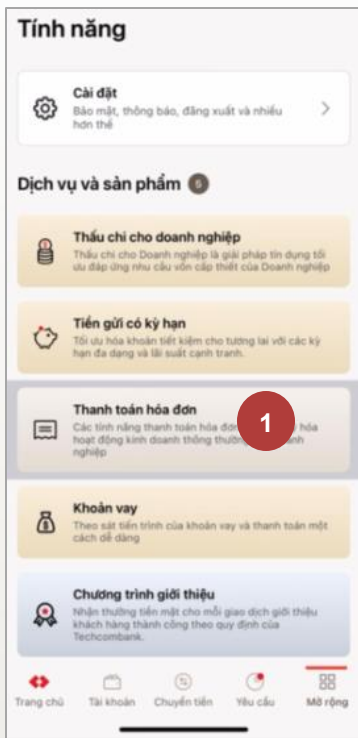 Tính năng
Cài đặt
Bảo mật, thông báo, đăng xuất và nhiều
hơn thế
Dịch vụ và sản phẩm 6
Thấu chi cho doanh nghiệp
Thấu chi cho Doanh nghiệp là giải pháp tín dụng tối
ưu đáp ứng nhu cầu vốn cấp thiết của Doanh nghiệp
Tiền gửi có kỳ hạn
Tối ưu hóa khoản tiết kiệm cho tương lai với các kỳ
hạn đa dạng và lãi suất cạnh tranh.
Thanh toán hóa đơn
Các tính năng thanh toán hóa đơn hóa
hoạt động kinh doanh thông thường
nghiệp
1
Khoản vay
Theo sát tiến trình của khoản vay và thanh toán một
cách dễ dàng
Chương trình giới thiệu
Nhận thưởng tiền mặt cho mỗi giao dịch giới thiệu
khách hàng thành công theo quy định của
Techcombank.
Trang chủ Tài khoản Chuyển tiền Yêu cầu Mở rộng